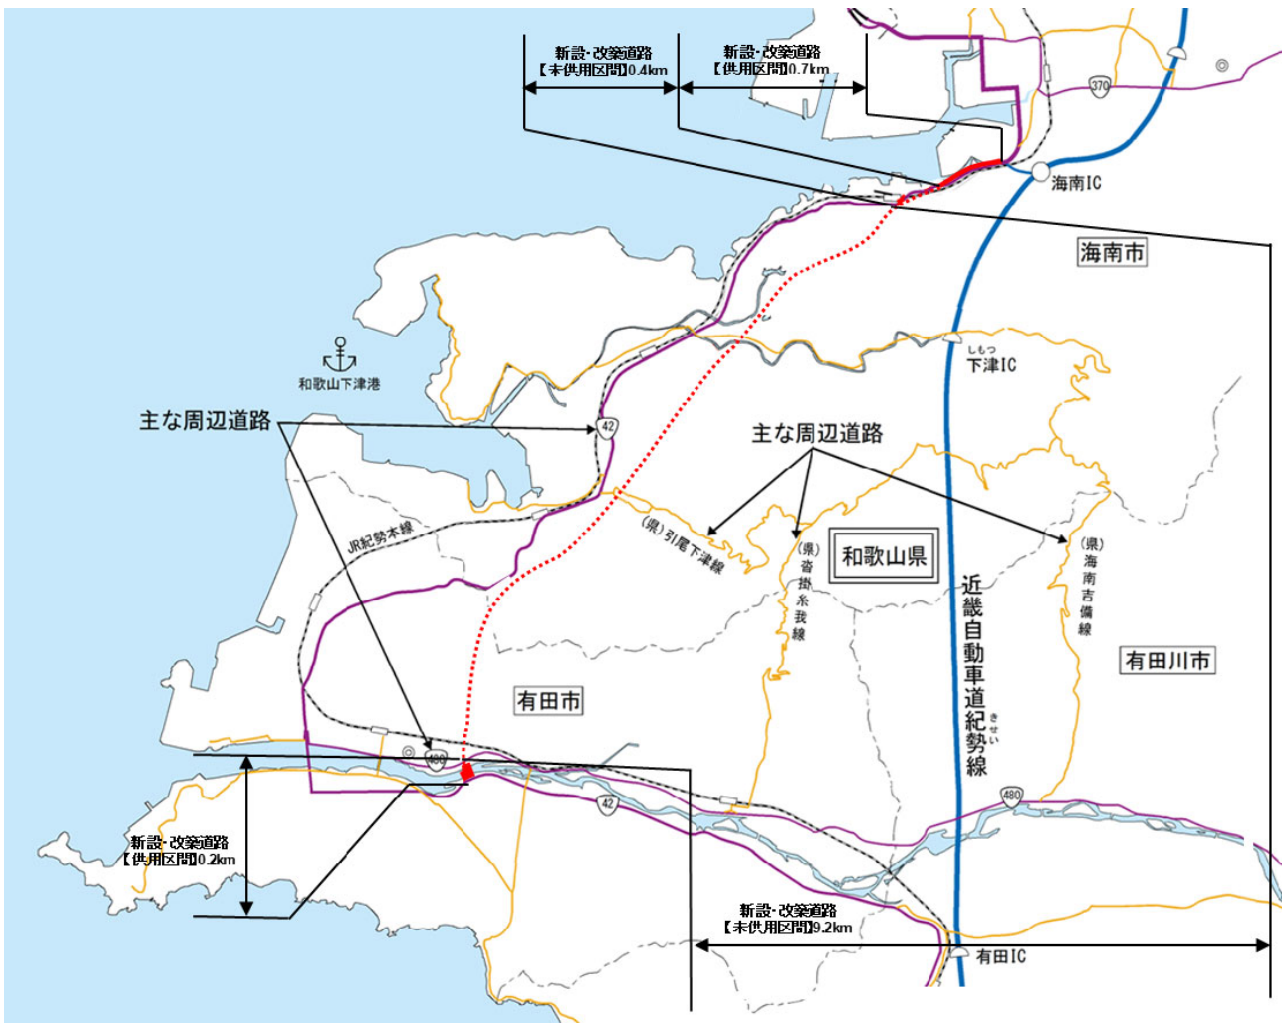 新設・改築道路
【未供用区間】0.4km
新設・改築道路
【供用区間】0.7km
370
海南IC
海南市
しもつ
下津IC
和歌山下津港
主な周辺道路
42
主な周辺道路
JR紀勢本線
(県)引尾下津線
(県)沓掛糸我線
和歌山県
(県)海南吉備線
近畿自動車道紀勢線
きせい
有田川市
有田市
480
480
42
新設・改築道路
【供用区間】0.2km
新設・改築道路
【未供用区間】9.2km
有田IC